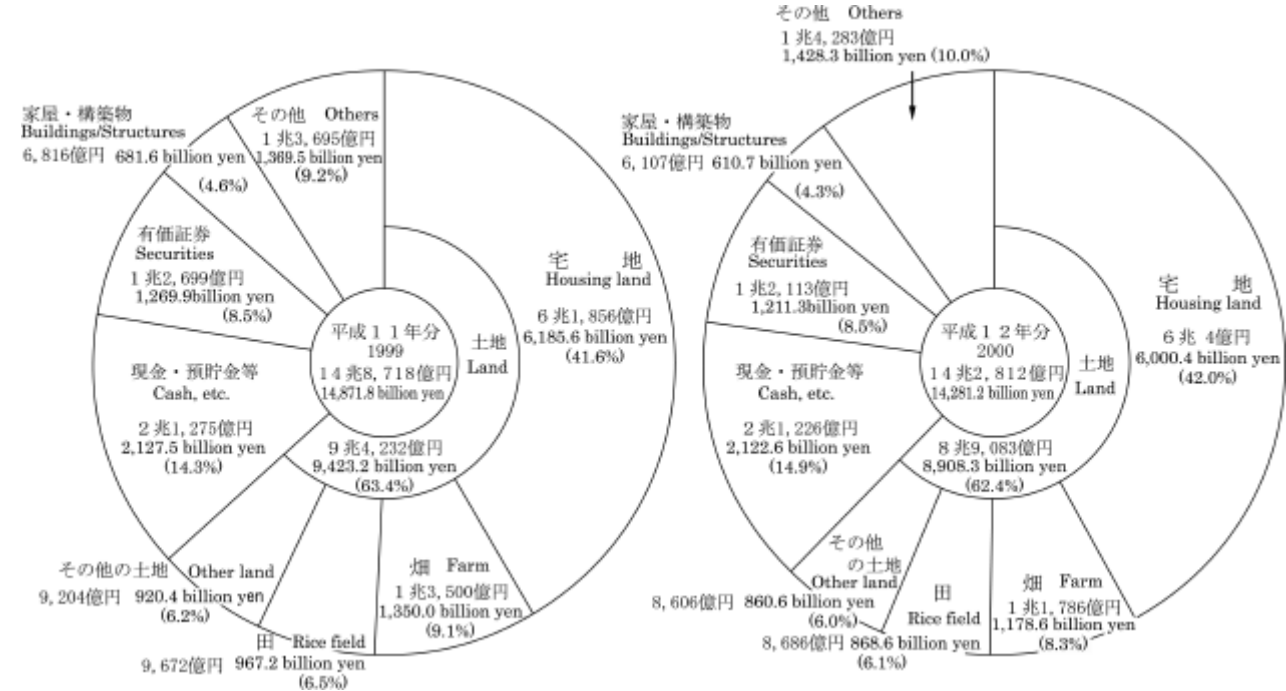 その他 Others
1兆4,283億円
1,428.3 billion yen (10.0%)
家屋・構築物
Buildings/Structures
6,816億円 681.6 billion yen
(4.6%)
その他 Others
1兆3,695億円
1,369.5 billion yen
(9.2%)
有価証券
Securities
1兆2,699億円
1,269.9billion yen
(8.5%)
現金・預貯金等
Cash, etc.
2兆1,275億円
2,127.5 billion yen
(14.3%)
平成11年分
1999
14兆8,718億円
14,871.8 billion yen
土地
Land
9兆4,232億円
9,423.2 billion yen
(63.4%)
宅地
Housing land
6兆1,856億円
6,185.6 billion yen
(41.6%)
その他の土地 Other land
9,204億円 920.4 billion yen
(6.2%)
田 Rice field
9,672億円 967.2 billion yen
(6.5%)
畑 Farm
1兆3,500億円
1,350.0 billion yen
(9.1%)
家屋・構築物
Buildings/Structures
6,107億円 610.7 billion yen
(4.3%)
有価証券
Securities
1兆2,113億円
1,211.3billion yen
(8.5%)
現金・預貯金等
Cash, etc.
2兆1,226億円
2,122.6 billion yen
(14.9%)
平成12年分
2000
14兆2,812億円
14,281.2 billion yen
土地
Land
8兆9,083億円
8,908.3 billion yen
(62.4%)
宅地
Housing land
6兆 4億円
6,000.4 billion yen
(42.0%)
その他
の土地
Other land
8,606億円 860.6 billion yen
(6.0%)
田
Rice field
8,686億円 868.6 billion yen
(6.1%)
畑 Farm
1兆1,786億円
1,178.6 billion yen
(8.3%)